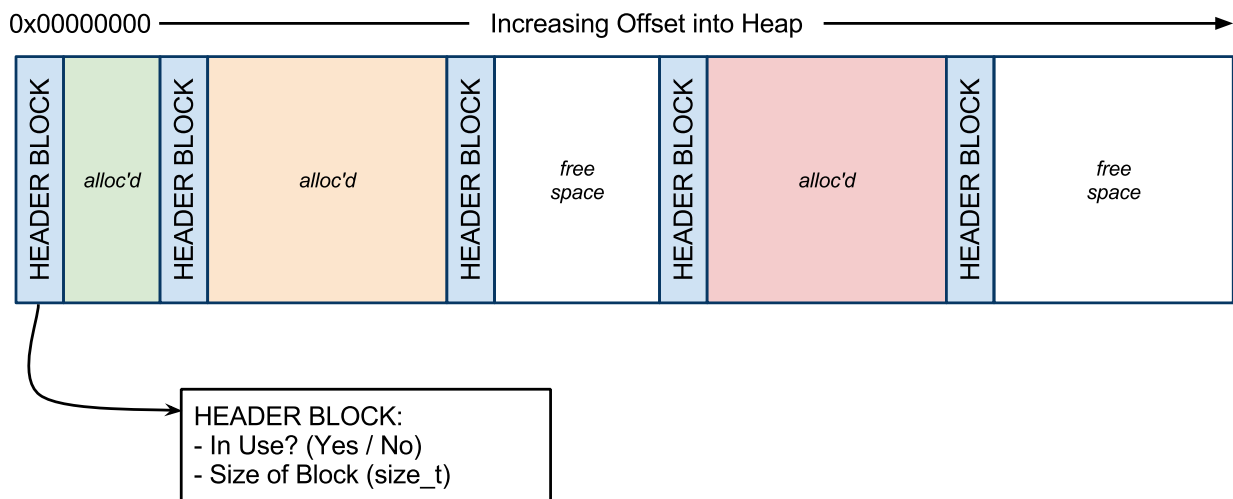 0x00000000
Increasing Offset into Heap
HEADER BLOCK
alloc'd
HEADER BLOCK
alloc'd
HEADER BLOCK
free
space
HEADER BLOCK
alloc'd
HEADER BLOCK
free
space
HEADER BLOCK:
- In Use? (Yes / No)
- Size of Block (size_t)